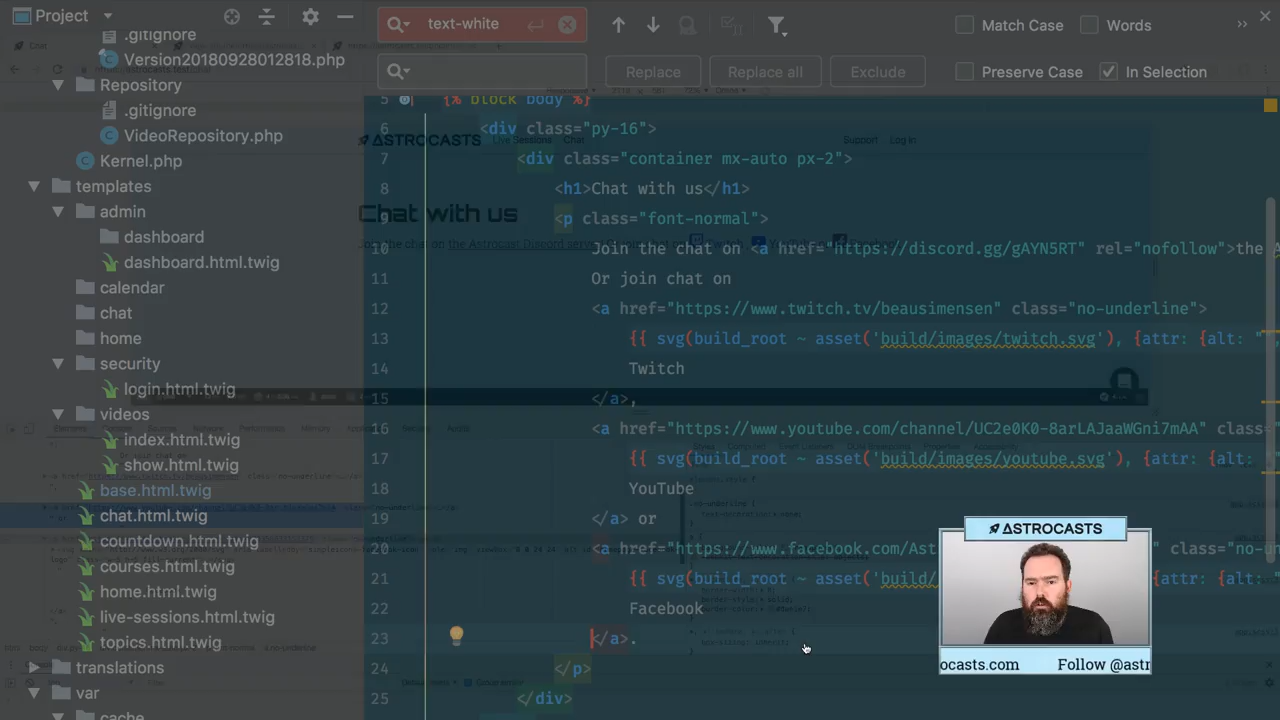 Project
text-white
Match Case
Words
Replace
Replace all
Exclude
Preserve Case
In Selection
.gitignore
Version20180928012818.php
Repository
.gitignore
VideoRepository.php
Kernel.php
templates
admin
dashboard
dashboard.html.twig
calendar
chat
home
security
login.html.twig
videos
index.html.twig
show.html.twig
base.html.twig
chat.html.twig
countdown.html.twig
courses.html.twig
home.html.twig
live-sessions.html.twig
topics.html.twig
translations
var
cache
5 {% block body %}
6 <div class="py-16">
7 <div class="container mx-auto px-2">
8 <h1>Chat with us</h1>
9 <p class="font-normal">
10 Join the chat on <a href="https://discord.gg/gAYN5RT" rel="nofollow">the A
11 Or join chat on
12 <a href="https://www.twitch.tv/beausimensen" class="no-underline">
13 {{ svg(build_root ~ asset('build/images/twitch.svg'), {attr: {alt: "
14 Twitch
15 </a>,
16 <a href="https://www.youtube.com/channel/UC2e0K0-8arLAJaaWGni7mAA" class=
17 {{ svg(build_root ~ asset('build/images/youtube.svg'), {attr: {alt:
18 YouTube
19 </a> or
20 <a href="https://www.facebook.com/Ast " class="no-un
21 {{ svg(build_root ~ asset('build/ {attr: {alt:
22 Facebook
23 </a>.
24 </p>
25 </div>
ASTROCASTS
Live Sessions
Chat
Support
Log In
Chat with us
ASTROCASTS
ocasts.com Follow @astr